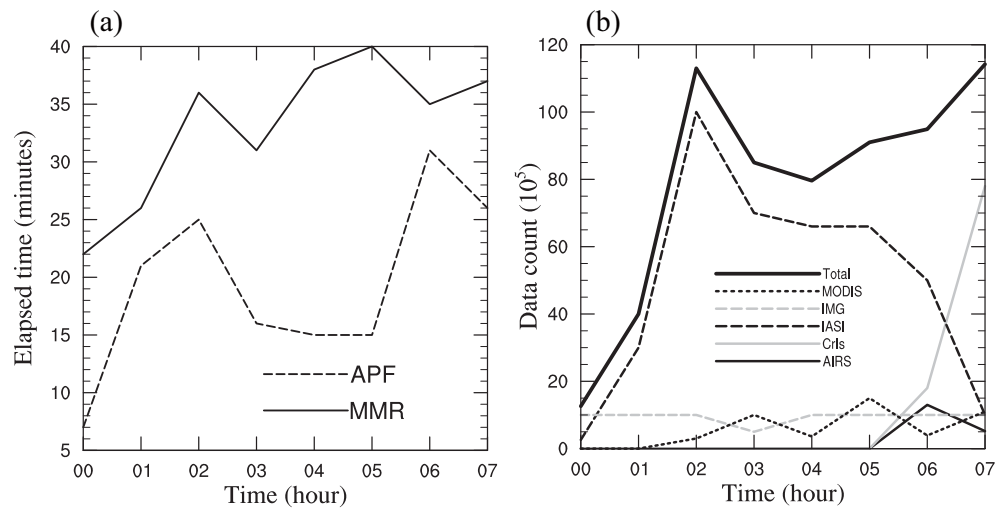 (a)
Elapsed time (minutes)
40
35
30
25
20
15
10
5
APF
MMR
00 01 02 03 04 05 06 07
Time (hour)
(b)
Data count (10⁵)
120
100
80
60
40
20
0
Total
MODIS
IMG
IASI
CrIs
AIRS
00 01 02 03 04 05 06 07
Time (hour)